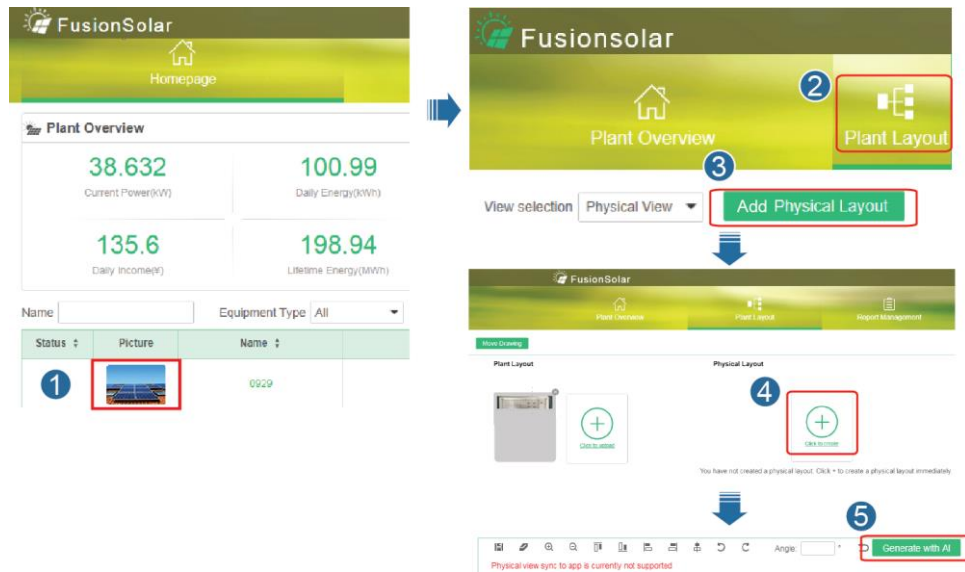 FusionSolar
Homepage
Plant Overview
38.632
100.99
Current Power(kW)
Daily Energy(kWh)
135.6
198.94
Daily Income(¥)
Lifetime Energy(MWh)
Name
Equipment Type All
Status Picture Name
1
0929
Fusionsolar
2
Plant Overview
Plant Layout
3
View selection Physical View Add Physical Layout
FusionSolar
Plant Overview Plant Layout Report Management
Move Drawing
Plant Layout Physical Layout
4
Click to added
Click to create
You have not created a physical layout. Click + to create a physical layout immediately
5
Angle: ° Generate with AI
Physical view sync to app is currently not supported